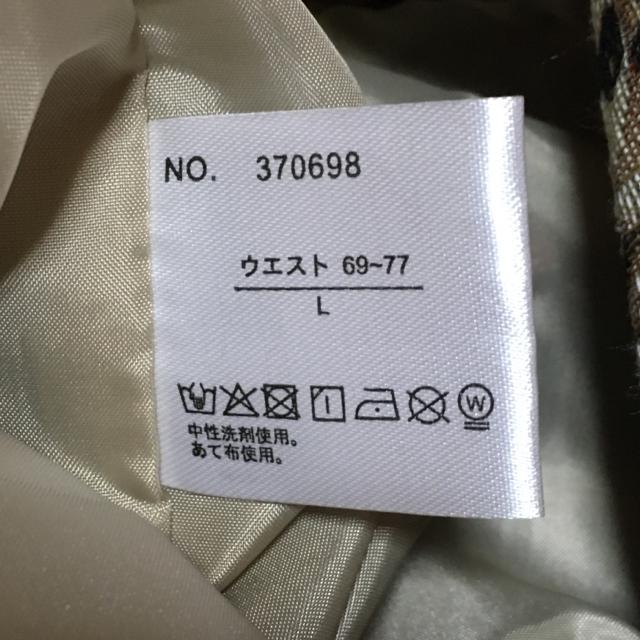 NO. 370698
ウエスト 69~77
L
W
中性洗剤使用。
あて布使用。